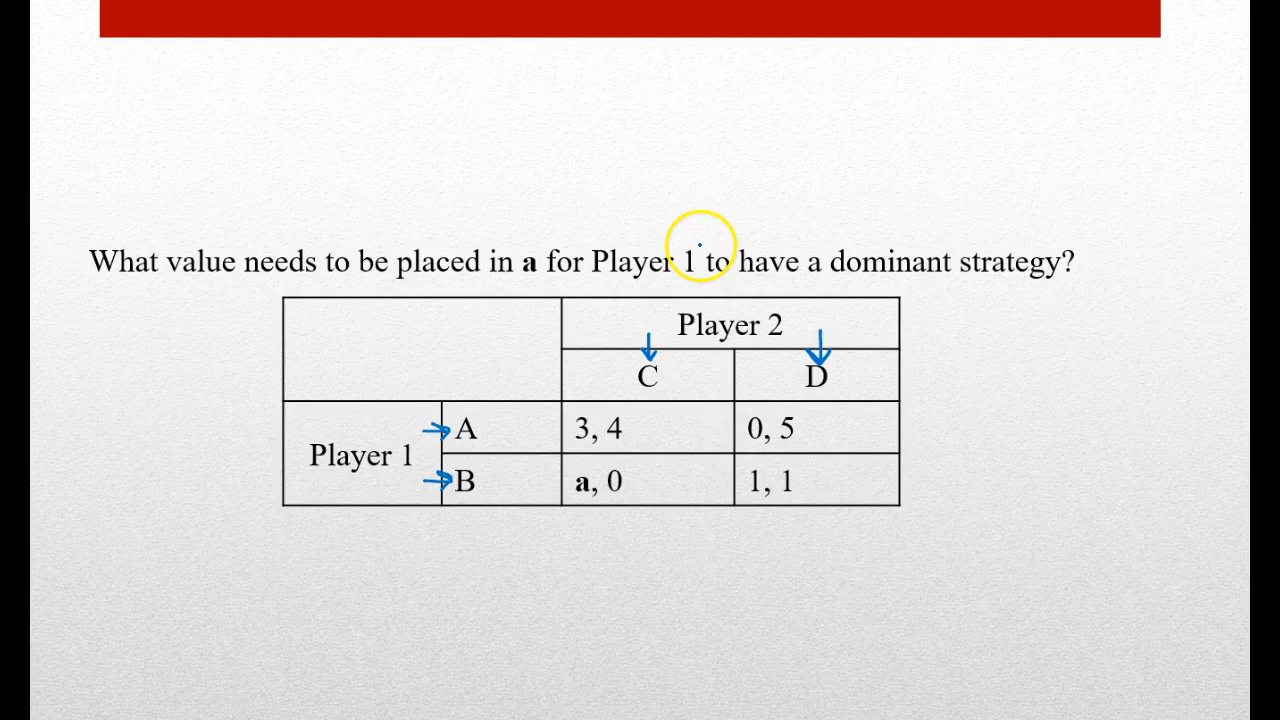 What value needs to be placed in a for Player 1 to have a dominant strategy?
Player 2
C D
A 3, 4 0, 5
Player 1
B a, 0 1, 1